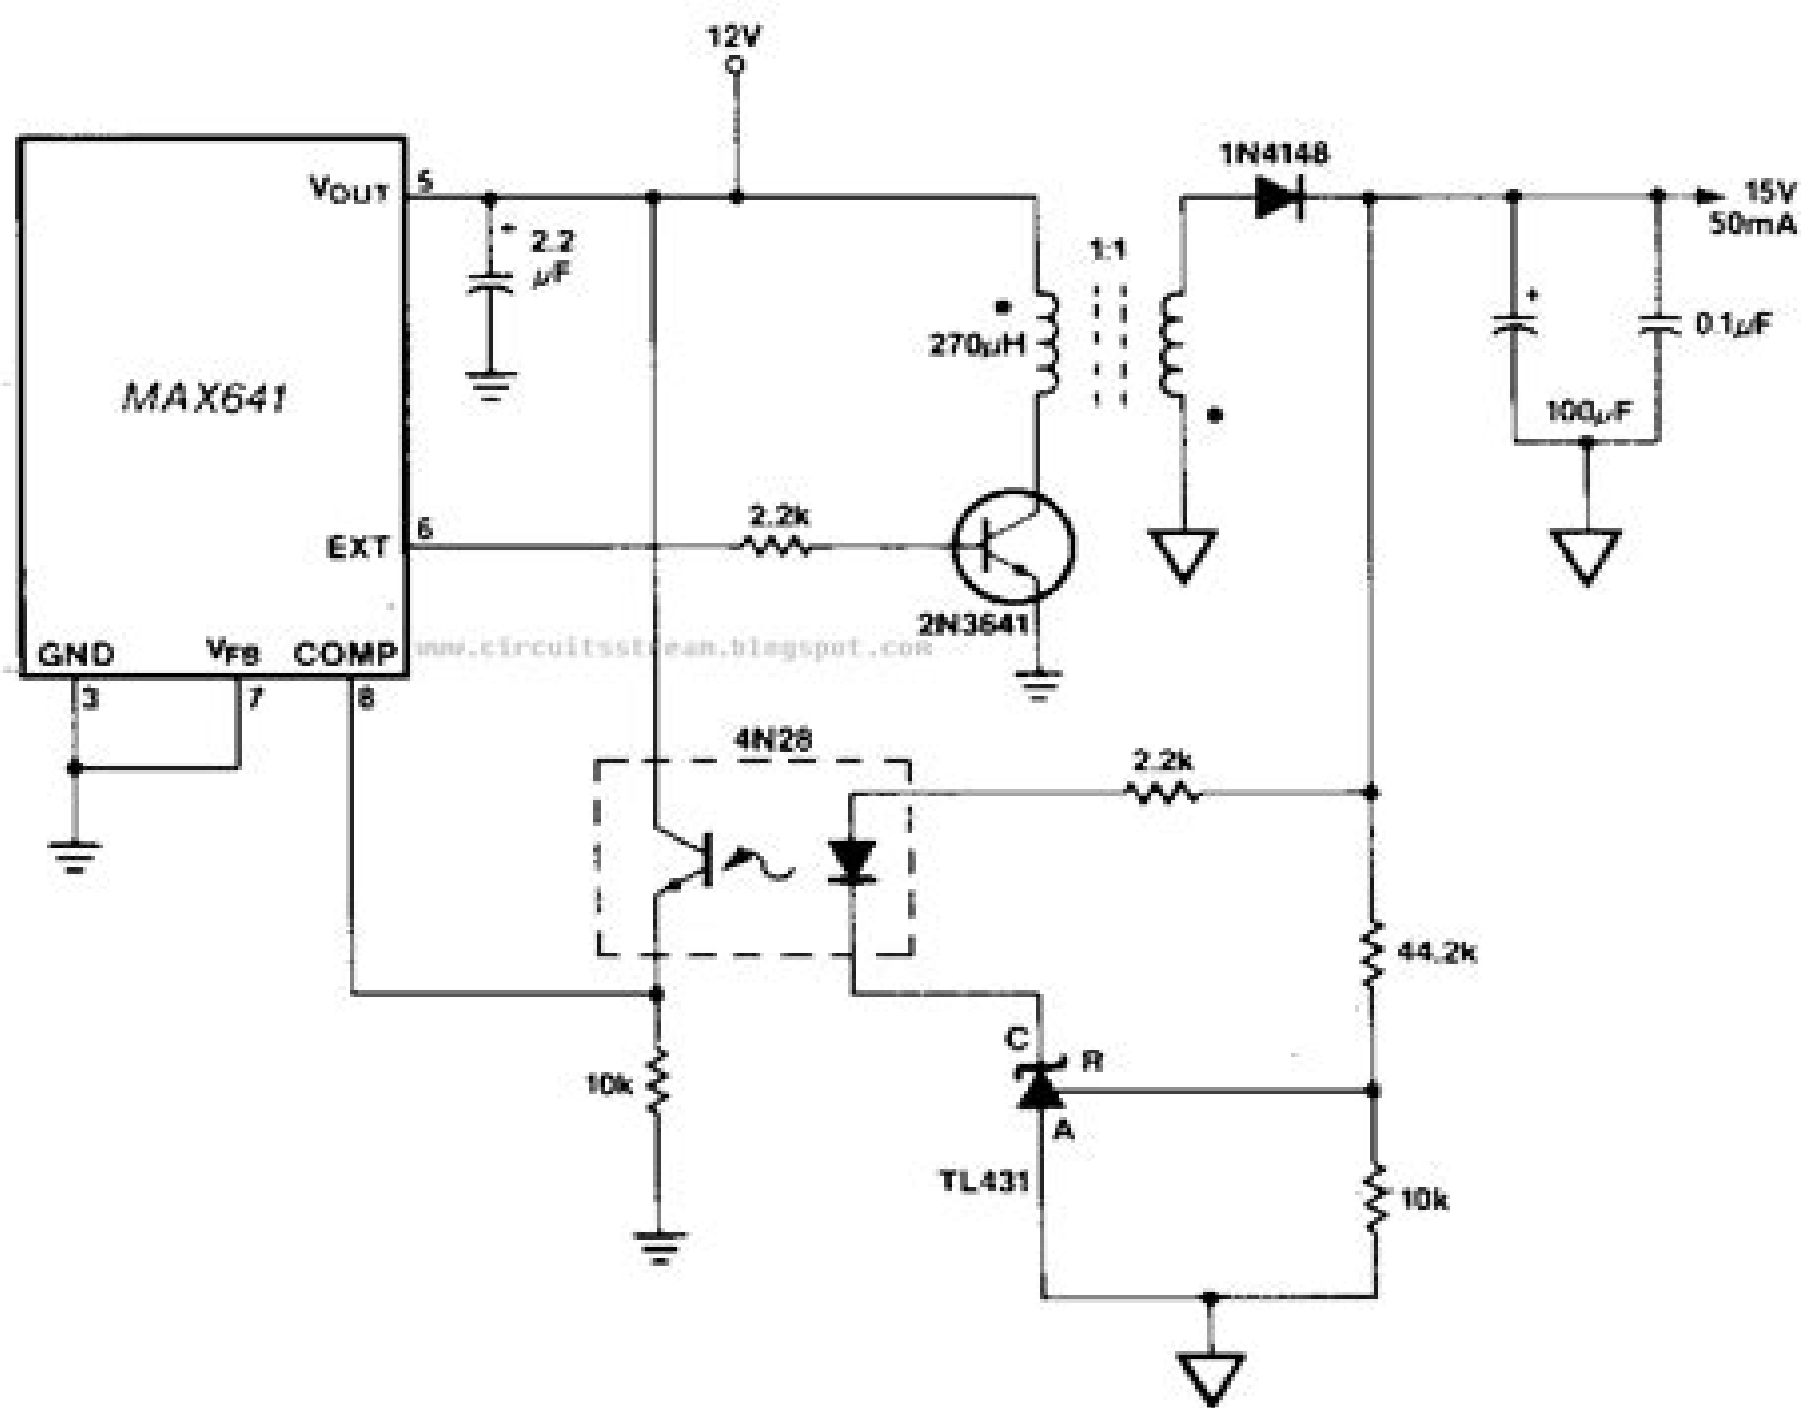 12V
1N4148
VOUT
5
15V
50mA
2.2
μF
1:1
270μH
0.1μF
MAX641
100μF
2.2k
6
EXT
2N3641
www.circuitsstream.blogspot.com
GND
VFB
COMP
3
7
8
4N28
2.2k
44.2k
C
R
10k
A
TL431
10k